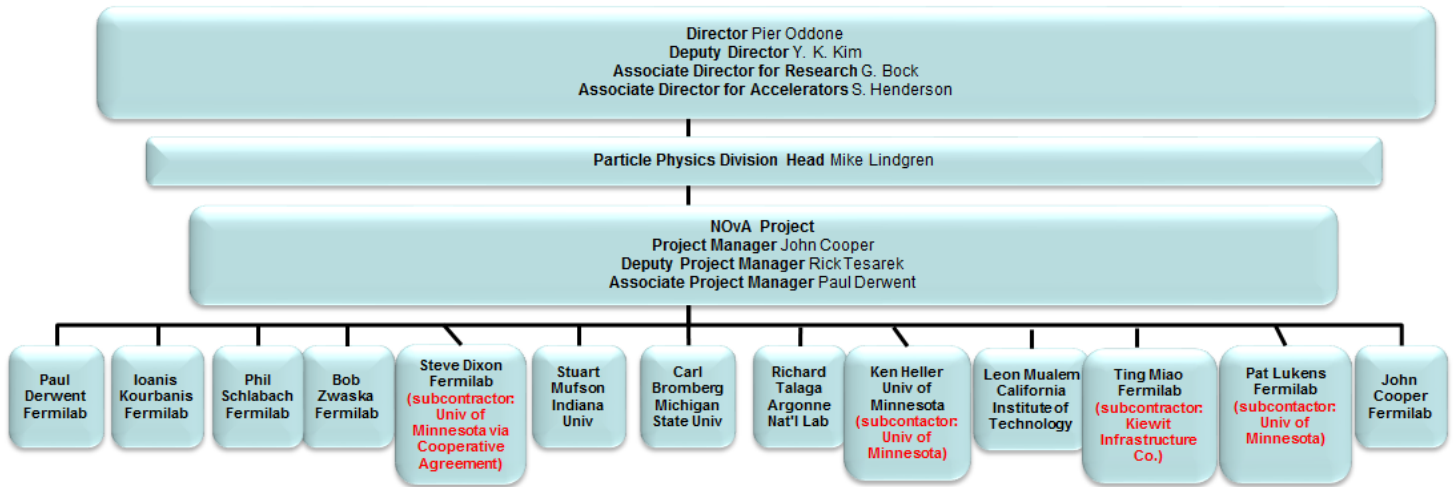 Director Pier Oddone
Deputy Director Y. K. Kim
Associate Director for Research G. Bock
Associate Director for Accelerators S. Henderson
Particle Physics Division Head Mike Lindgren
NOvA Project
Project Manager John Cooper
Deputy Project Manager Rick Tesarek
Associate Project Manager Paul Derwent
Paul
Derwent
Fermilab
Ioanis
Kourbanis
Fermilab
Phil
Schlabach
Fermilab
Bob
Zwaska
Fermilab
Steve Dixon
Fermilab
(subcontractor:
Univ of
Minnesota via
Cooperative
Agreement)
Stuart
Mufson
Indiana
Univ
Carl
Bromberg
Michigan
State Univ
Richard
Talaga
Argonne
Nat'l Lab
Ken Heller
Univ of
Minnesota
(subcontactor:
Univ of
Minnesota)
Leon Mualem
California
Institute of
Technology
Ting Miao
Fermilab
(subcontractor:
Kiewit
Infrastructure
Co.)
Pat Lukens
Fermilab
(subcontactor:
Univ of
Minnesota)
John
Cooper
Fermilab